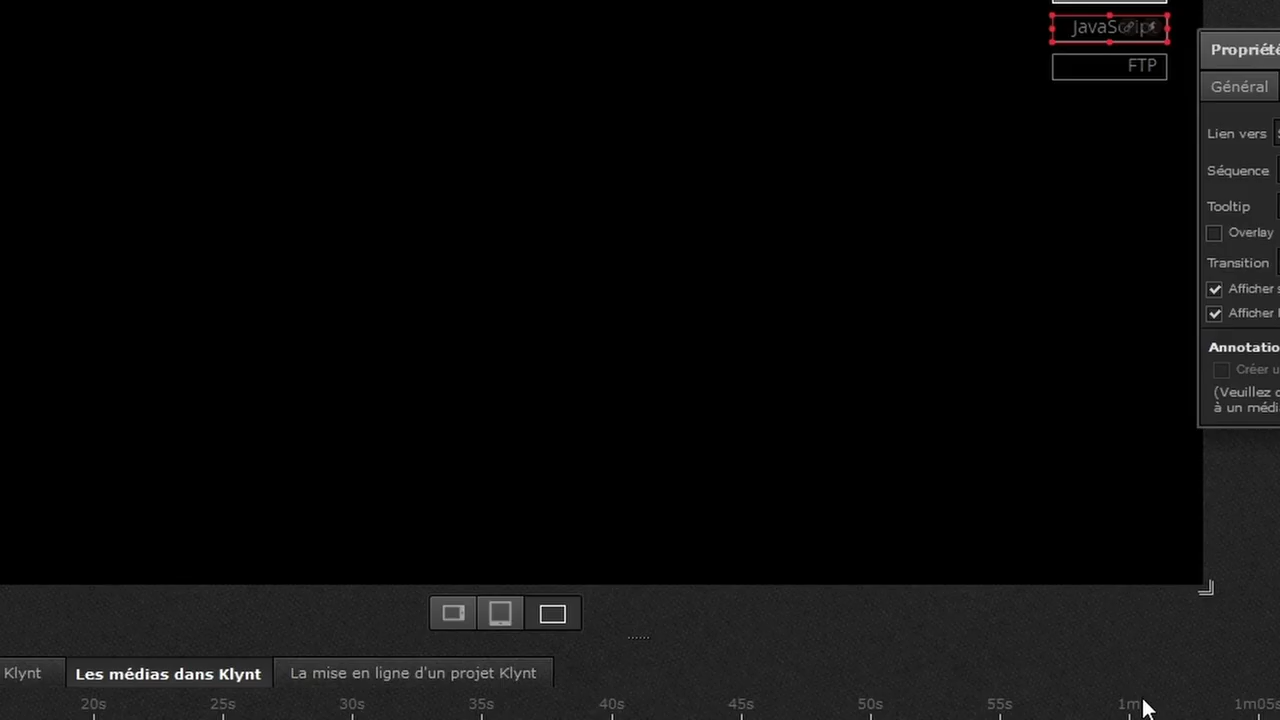 JavaScript
FTP
Propriété
Général
Lien vers
Séquence
Tooltip
Overlay
Transition
Afficher
Afficher
Annotatio
Créer u
(Veuillez
à un médi
Klynt
Les médias dans Klynt
La mise en ligne d'un projet Klynt
20s 25s 30s 35s 40s 45s 50s 55s 1m 1m05s